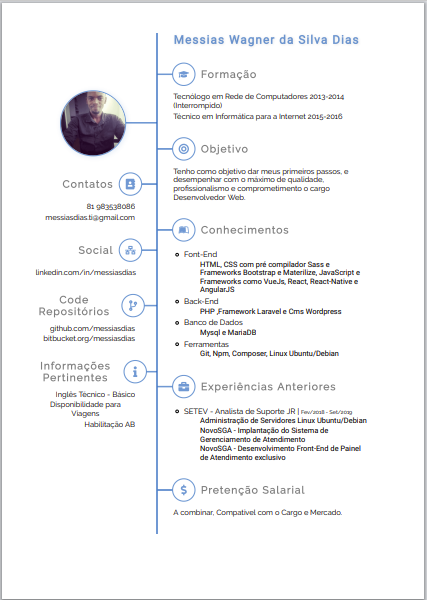 Messias Wagner da Silva Dias
Formação
Tecnólogo em Rede de Computadores 2013-2014
(Interrompido)
Técnico em Informática para a Internet 2015-2016
Objetivo
Tenho como objetivo dar meus primeiros passos, e
desempenhar com o máximo de qualidade,
profissionalismo e comprometimento o cargo
Desenvolvedor Web.
Contatos
81 983538086
messiasdias.ti@gmail.com
Social
linkedin.com/in/messiasdias
Code
Repositórios
github.com/messiasdias
bitbucket.org/messiasdias
Informações
Pertinentes
Inglês Técnico - Básico
Disponibilidade para
Viagens
Habilitação AB
Conhecimentos
Font-End
HTML, CSS com pré compilador Sass e
Frameworks Bootstrap e Materilize, JavaScript e
Frameworks como VueJs, React, React-Native e
AngularJS
Back-End
PHP ,Framework Laravel e Cms Wordpress
Banco de Dados
Mysql e MariaDB
Ferramentas
Git, Npm, Composer, Linux Ubuntu/Debian
Experiências Anteriores
SETEV - Analista de Suporte JR | Fev/2018 - Set/2019
Administração de Servidores Linux Ubuntu/Debian
NovoSGA - Implantação do Sistema de
Gerenciamento de Atendimento
NovoSGA - Desenvolvimento Front-End de Painel
de Atendimento exclusivo
Pretenção Salarial
A combinar, Compatível com o Cargo e Mercado.